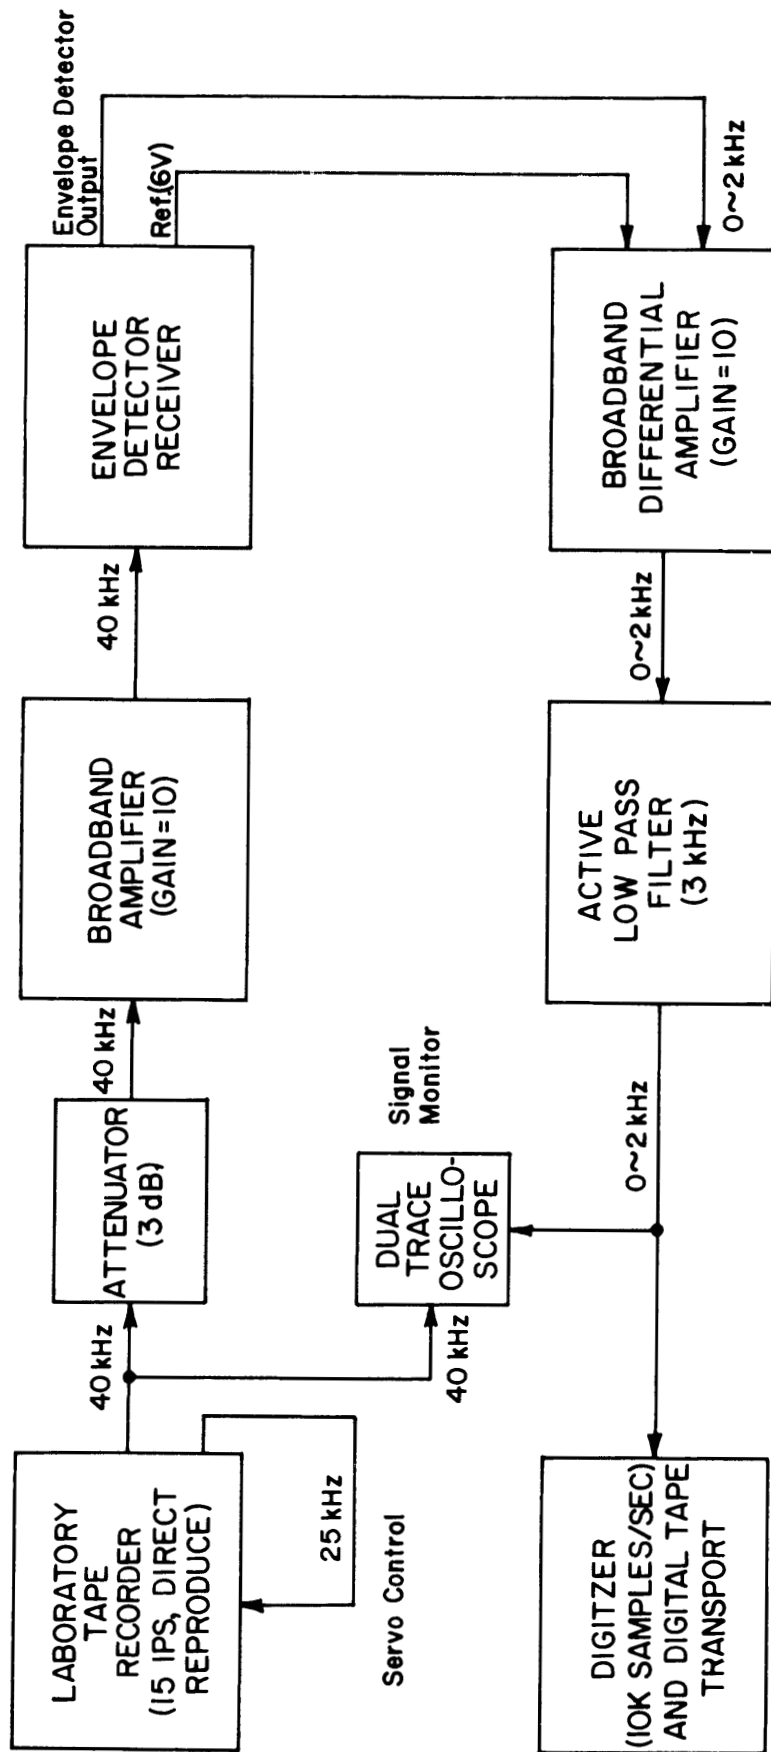 LABORATORY
TAPE
RECORDER
(15 IPS, DIRECT
REPRODUCE)
25 kHz
Servo Control
40 kHz
ATTENUATOR
(3 dB)
40 kHz
BROADBAND
AMPLIFIER
(GAIN=10)
40 kHz
ENVELOPE
DETECTOR
RECEIVER
Envelope Detector
Output
Ref.(6V)
40 kHz
DUAL
TRACE
OSCILLO-
SCOPE
Signal
Monitor
DIGITZER
(10K SAMPLES/SEC)
AND DIGITAL TAPE
TRANSPORT
0~2 kHz
ACTIVE
LOW PASS
FILTER
(3 kHz)
0~2 kHz
BROADBAND
DIFFERENTIAL
AMPLIFIER
(GAIN=10)
0~2 kHz